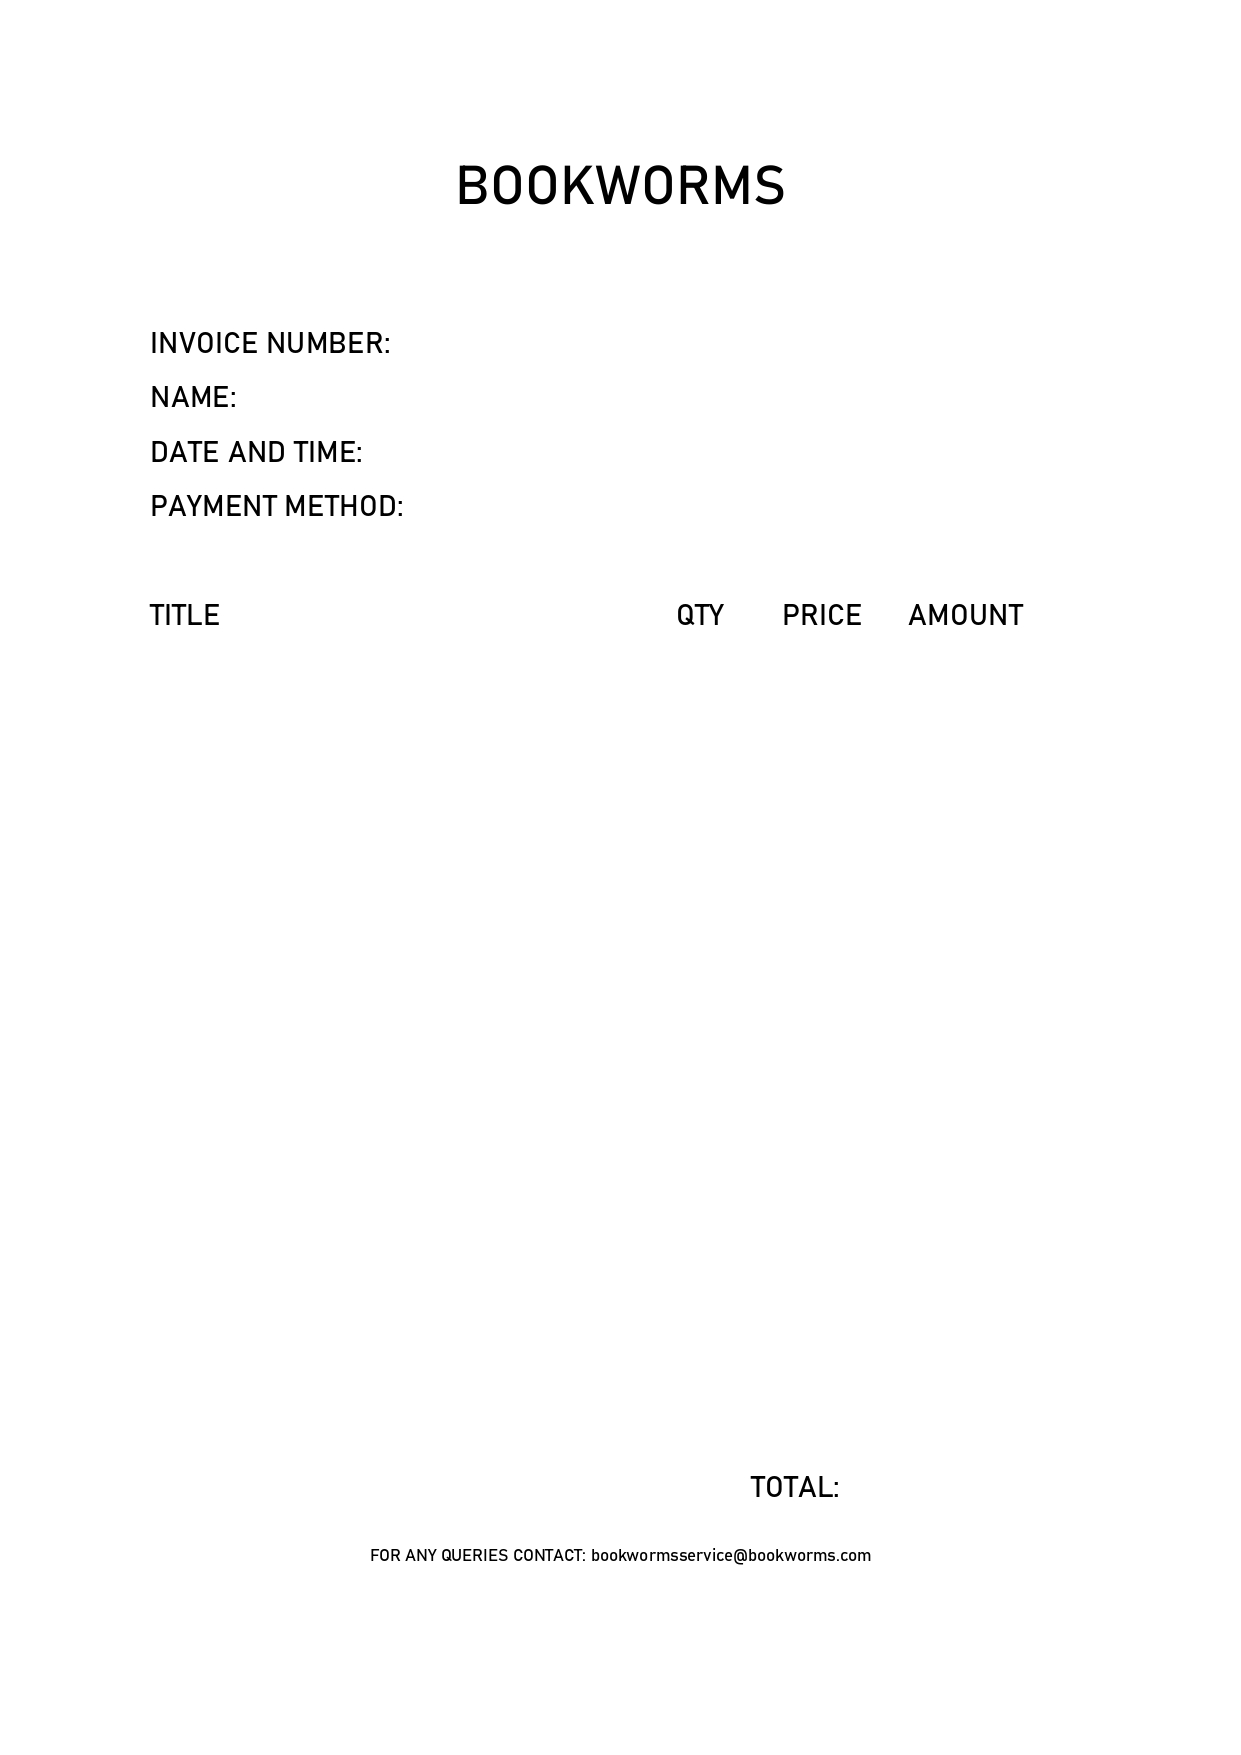 BOOKWORMS
INVOICE NUMBER:
NAME:
DATE AND TIME:
PAYMENT METHOD:
TITLE QTY PRICE AMOUNT
TOTAL:
FOR ANY QUERIES CONTACT: bookwormsservice@bookworms.com